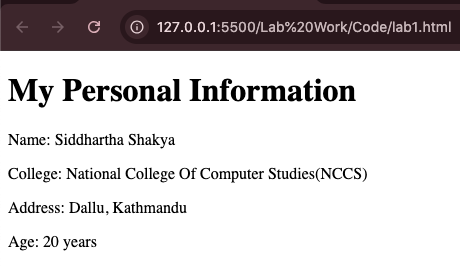 127.0.0.1:5500/Lab%20Work/Code/lab1.html
My Personal Information
Name: Siddhartha Shakya
College: National College Of Computer Studies(NCCS)
Address: Dallu, Kathmandu
Age: 20 years